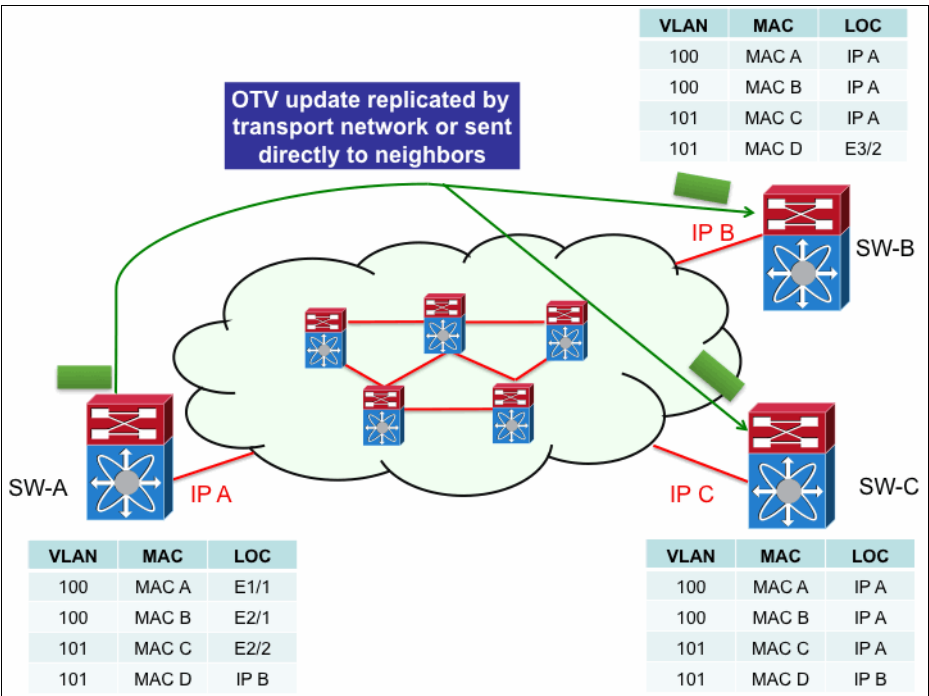 VLAN MAC LOC
100 MAC A IP A
100 MAC B IP A
101 MAC C IP A
101 MAC D E3/2
OTV update replicated by
transport network or sent
directly to neighbors
IP B
SW-B
SW-A
IP A
IP C
SW-C
VLAN MAC LOC
100 MAC A E1/1
100 MAC B E2/1
101 MAC C E2/2
101 MAC D IP B
VLAN MAC LOC
100 MAC A IP A
100 MAC B IP A
101 MAC C IP A
101 MAC D IP B